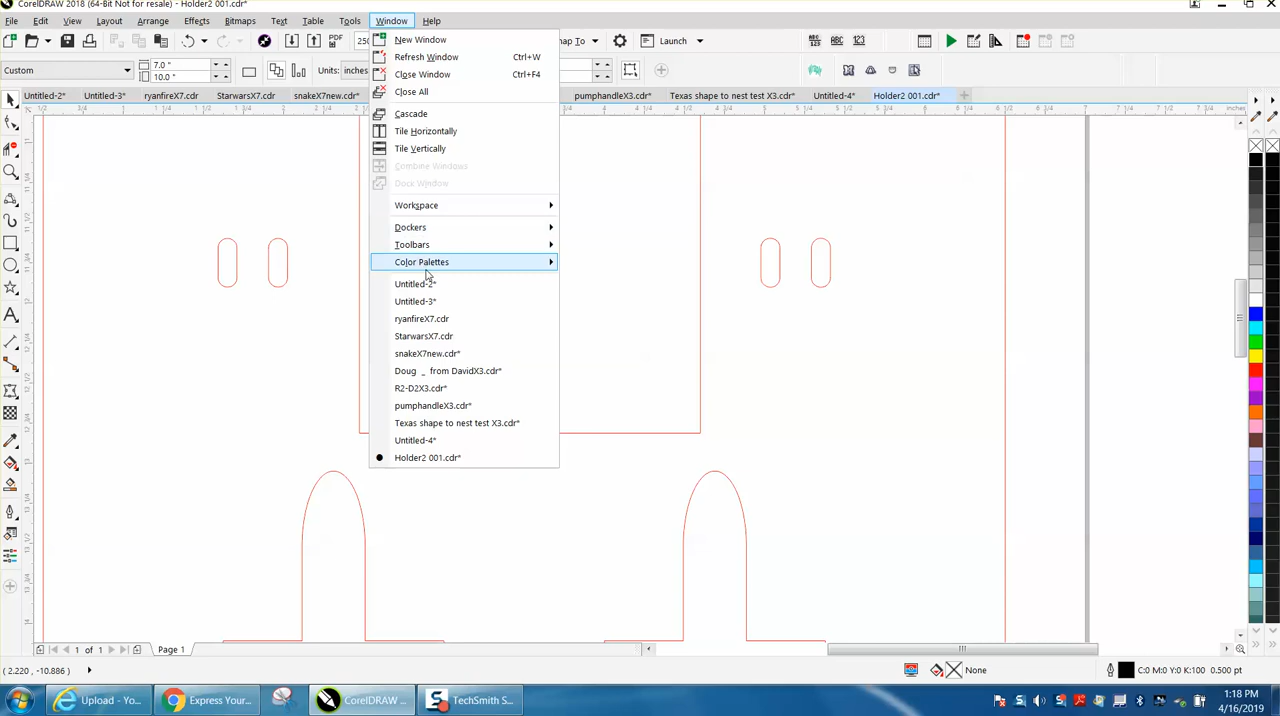 CorelDRAW 2018 (64-Bit Not for resale) - Holder2 001.cdr*
File Edit View Layout Arrange Effects Bitmaps Text Table Tools Window Help
PDF Launch
Custom 7.0 " 10.0 " Units: inches
Untitled-2* Untitled-3* ryanfireX7.cdr StarwarsX7.cdr snakeX7new.cdr* pumphandleX3.cdr* Texas shape to nest test X3.cdr* Untitled-4* Holder2 001.cdr*
inches
New Window
Refresh Window Ctrl+W
Close Window Ctrl+F4
Close All
Cascade
Tile Horizontally
Tile Vertically
Combine Windows
Dock Window
Workspace
Dockers
Toolbars
Color Palettes
Untitled-2*
Untitled-3*
ryanfireX7.cdr
StarwarsX7.cdr
snakeX7new.cdr*
Doug _ from DavidX3.cdr*
R2-D2X3.cdr*
pumphandleX3.cdr*
Texas shape to nest test X3.cdr*
Untitled-4*
Holder2 001.cdr*
1 of 1 Page 1
( 2.220 , -10.886 ) None C:0 M:0 Y:0 K:100 0.500 pt
Upload - Yo... Express Your... CorelDRAW ... TechSmith S...
1:18 PM
4/16/2019